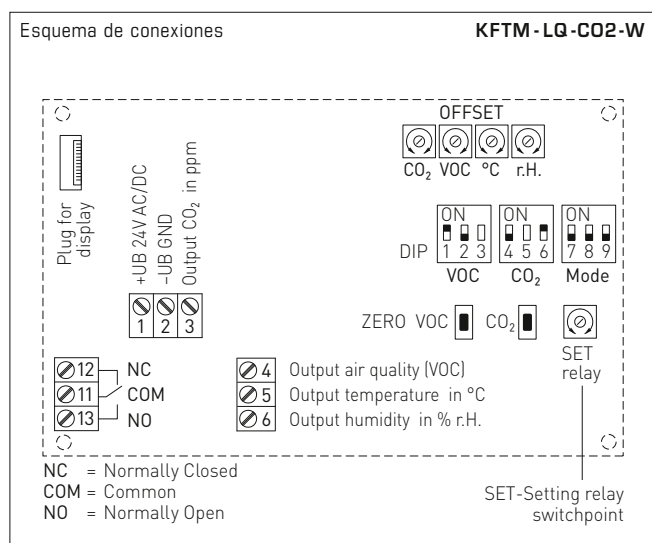 Esquema de conexiones
KFTM-LQ-CO2-W
OFFSET
CO₂ VOC °C r.H.
Plug for
display
+UB 24V AC/DC
–UB GND
Output CO₂ in ppm
1 2 3
ON ON ON
DIP 1 2 3 4 5 6 7 8 9
VOC CO₂ Mode
ZERO VOC CO₂
SET
relay
12 NC
11 COM
13 NO
4 Output air quality (VOC)
5 Output temperature in °C
6 Output humidity in % r.H.
NC = Normally Closed
COM = Common
NO = Normally Open
SET-Setting relay
switchpoint